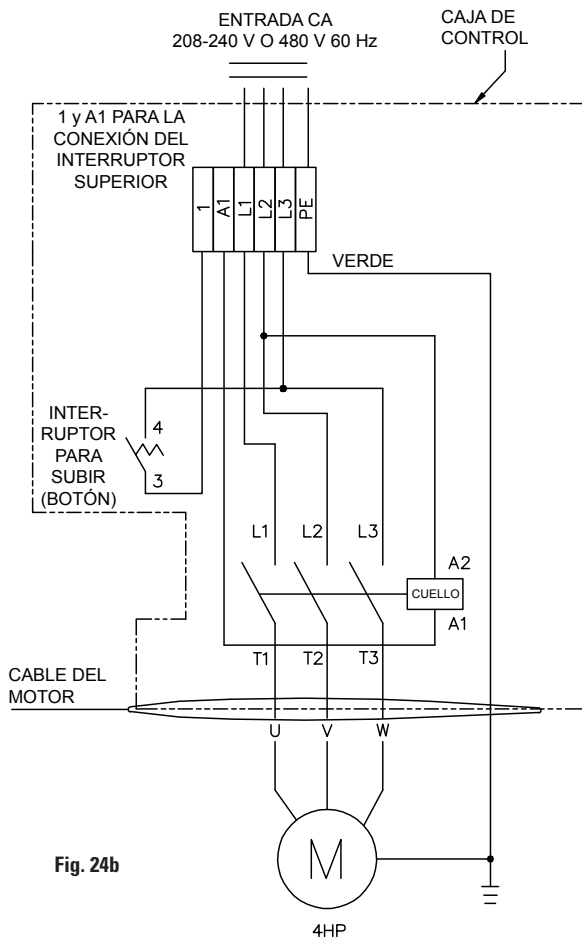 ENTRADA CA
208-240 V O 480 V 60 Hz
CAJA DE
CONTROL
1 y A1 PARA LA
CONEXIÓN DEL
INTERRUPTOR
SUPERIOR
1
A1
L1
L2
L3
PE
VERDE
INTER-
RUPTOR
PARA
SUBIR
(BOTÓN)
4
3
L1
L2
L3
A2
CUELLO
A1
T1
T2
T3
CABLE DEL
MOTOR
U
V
W
M
Fig. 24b
4HP